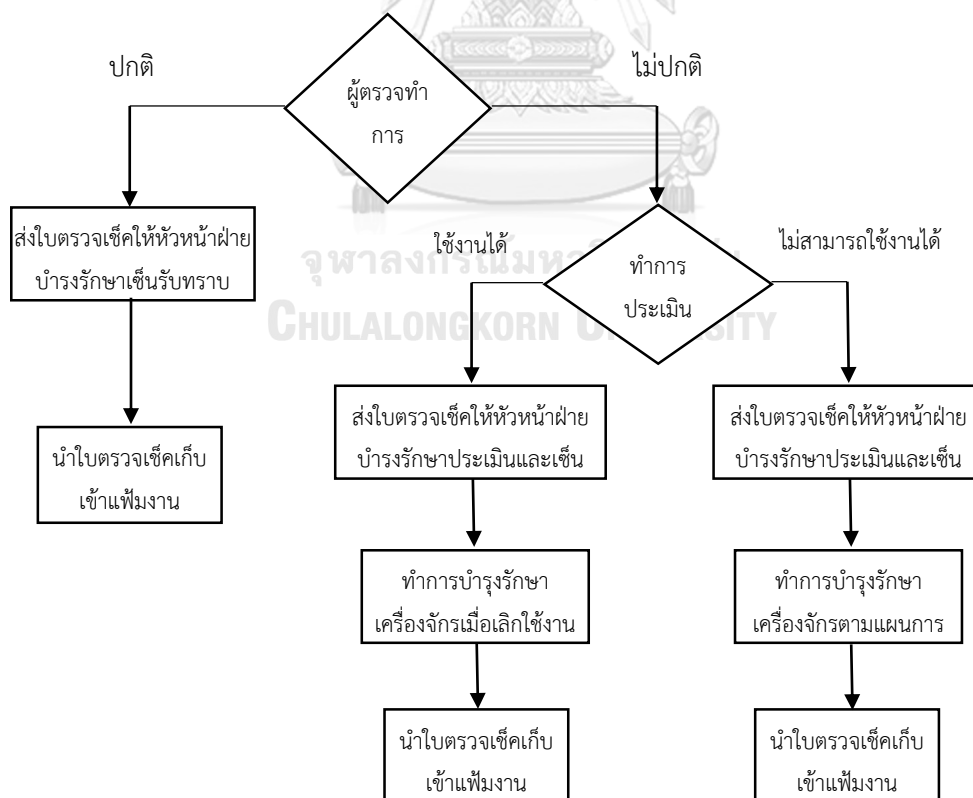 ปกติ
ไม่ปกติ
ผู้ตรวจทำ
การ
ส่งใบตรวจเช็คให้หัวหน้าฝ่าย
บำรงรักษาเซ็นรับทราบ
ใช้งานได้
ไม่สามารถใช้งานได้
ทำการ
ประเมิน
จุฬาลงกรณ์
CHULALONGKORN
ส่งใบตรวจเช็คให้หัวหน้าฝ่าย
บำรงรักษาประเมินและเซ็น
ส่งใบตรวจเช็คให้หัวหน้าฝ่าย
บำรงรักษาประเมินและเซ็น
นำใบตรวจเช็คเก็บ
เข้าแฟ้มงาน
ทำการบำรุงรักษา
เครื่องจักรเมื่อเลิกใช้งาน
ทำการบำรุงรักษา
เครื่องจักรตามแผนการ
นำใบตรวจเช็คเก็บ
เข้าแฟ้มงาน
นำใบตรวจเช็คเก็บ
เข้าแฟ้มงาน